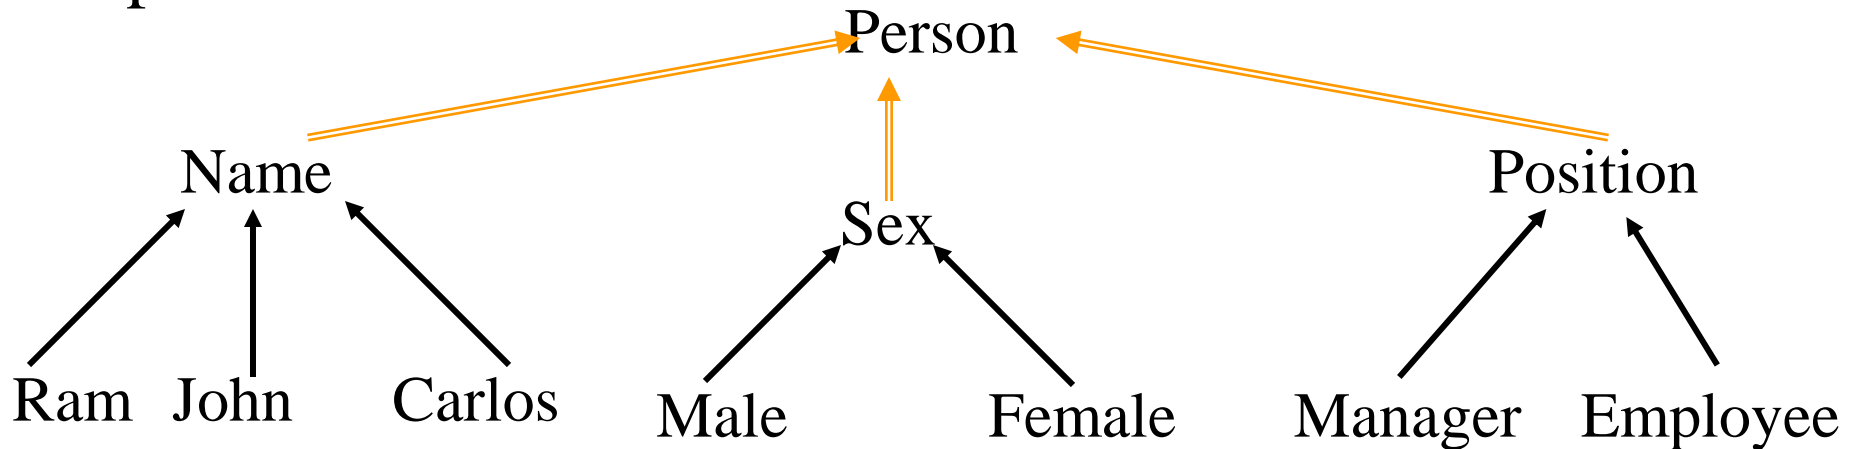 Person
Name
Position
Sex
Ram John Carlos
Male Female Manager Employee